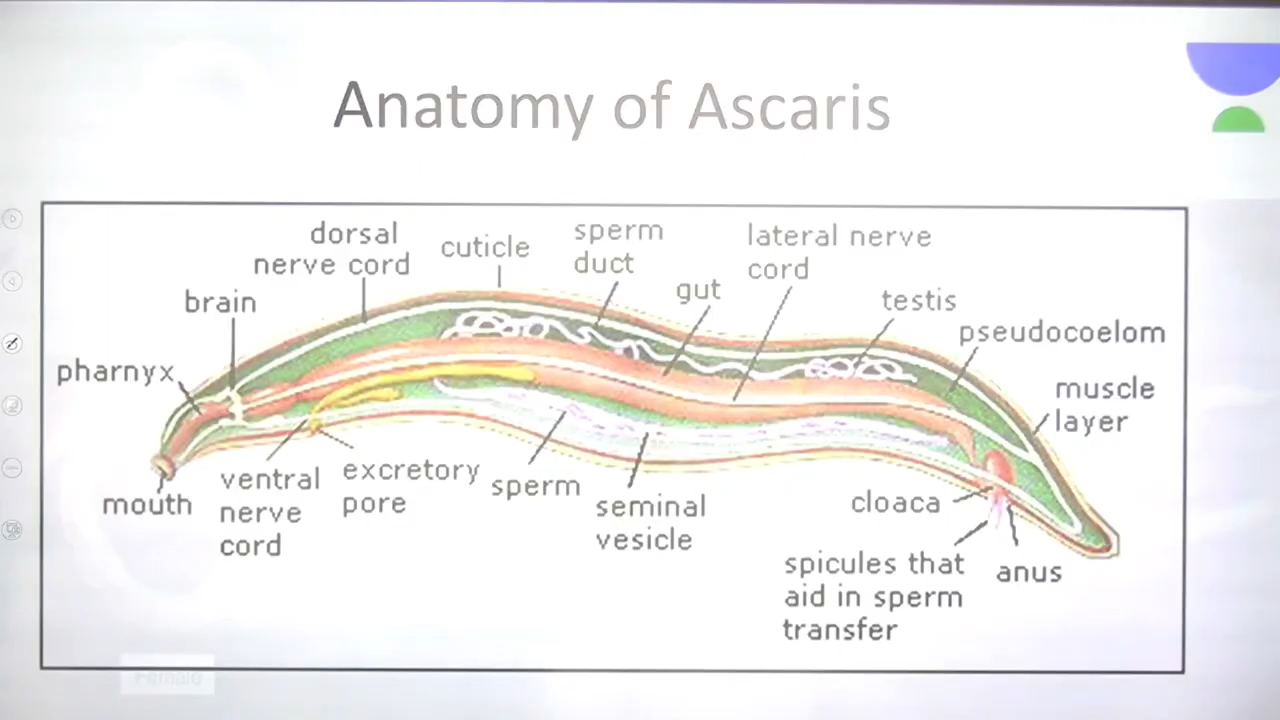 Anatomy of Ascaris
dorsal
nerve cord
cuticle
sperm
duct
lateral nerve
cord
gut
brain
testis
pseudocoelom
pharnyx
muscle
layer
mouth
ventral
nerve
cord
excretory
pore
sperm
seminal
vesicle
cloaca
spicules that
aid in sperm
transfer
anus
Female